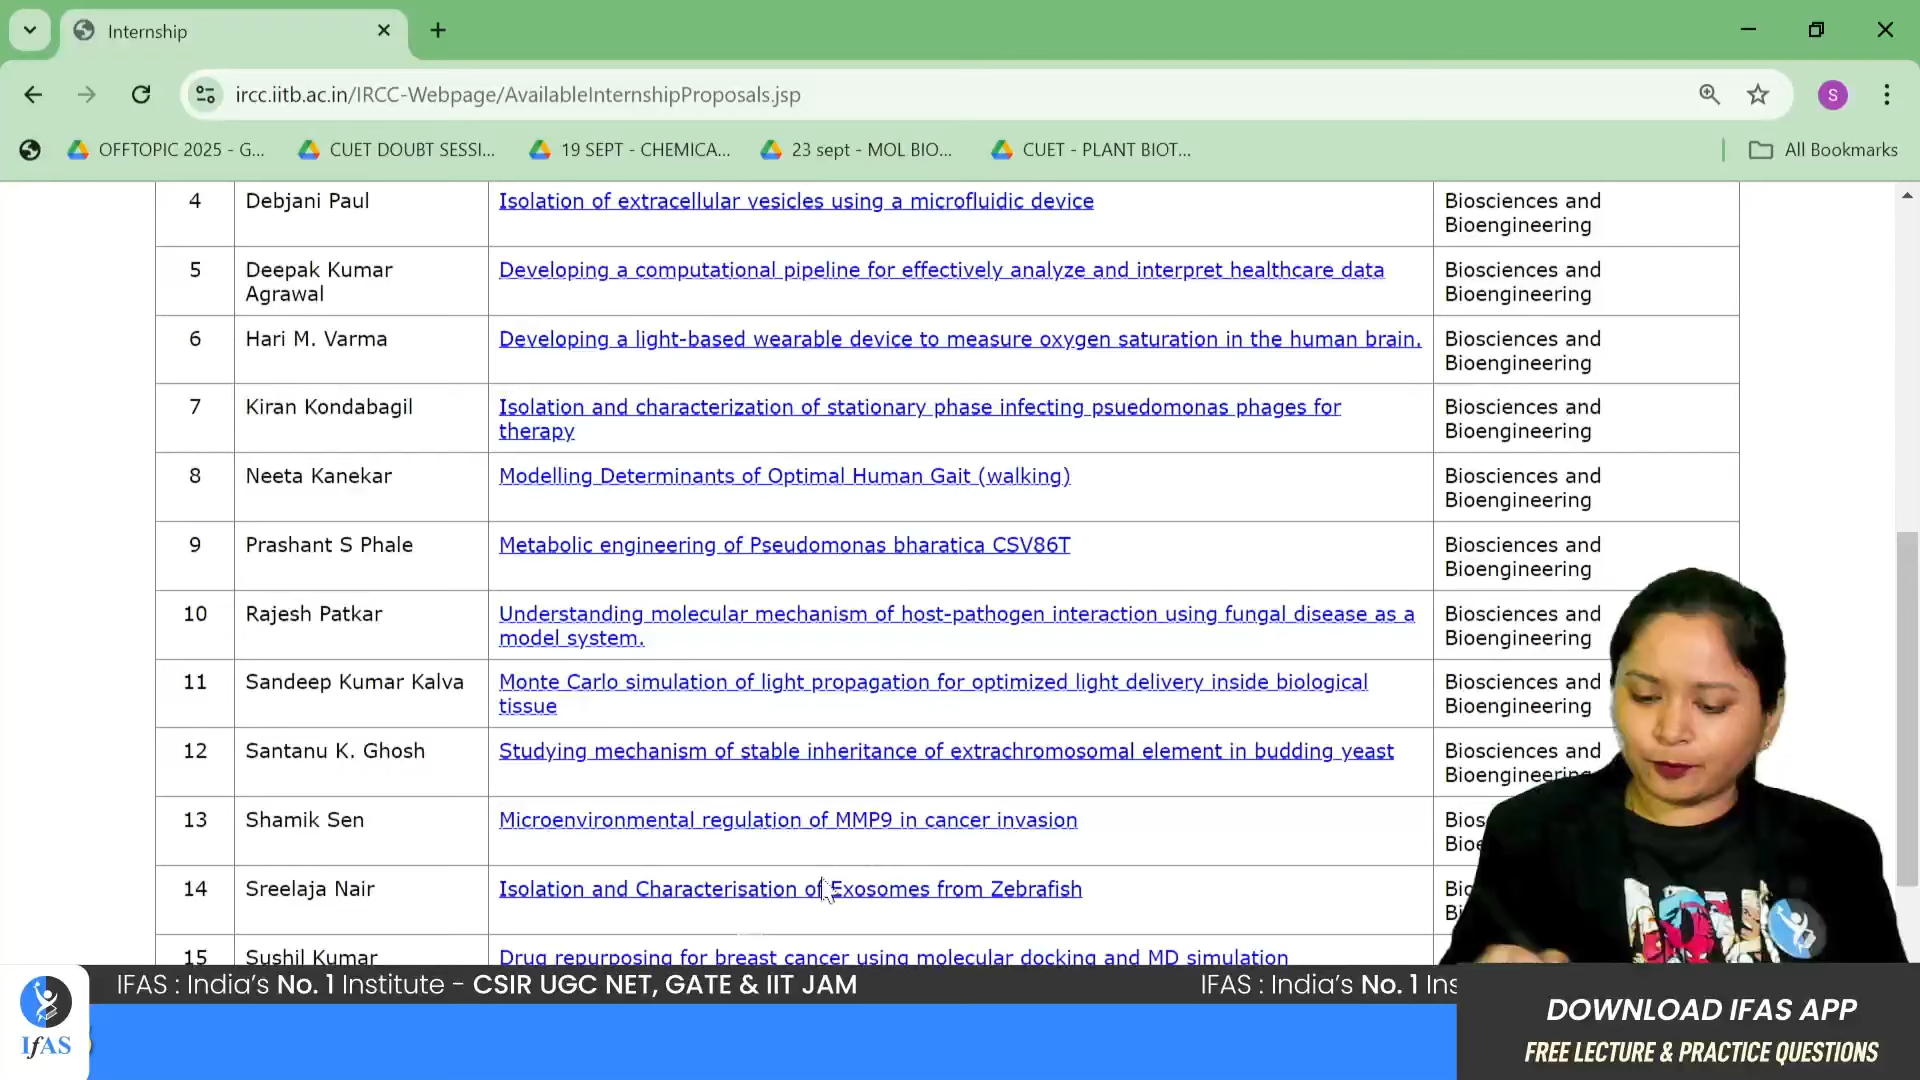 Internship
ircc.iitb.ac.in/IRCC-Webpage/AvailableInternshipProposals.jsp
S
OFFTOPIC 2025 - G...
CUET DOUBT SESSI...
19 SEPT - CHEMICA...
23 sept - MOL BIO...
CUET - PLANT BIOT...
All Bookmarks
4 Debjani Paul Isolation of extracellular vesicles using a microfluidic device Biosciences and
Bioengineering
5 Deepak Kumar Developing a computational pipeline for effectively analyze and interpret healthcare data Biosciences and
Agrawal Bioengineering
6 Hari M. Varma Developing a light-based wearable device to measure oxygen saturation in the human brain. Biosciences and
Bioengineering
7 Kiran Kondabagil Isolation and characterization of stationary phase infecting psuedomonas phages for Biosciences and
therapy Bioengineering
8 Neeta Kanekar Modelling Determinants of Optimal Human Gait (walking) Biosciences and
Bioengineering
9 Prashant S Phale Metabolic engineering of Pseudomonas bharatica CSV86T Biosciences and
Bioengineering
10 Rajesh Patkar Understanding molecular mechanism of host-pathogen interaction using fungal disease as a Biosciences and
model system. Bioengineering
11 Sandeep Kumar Kalva Monte Carlo simulation of light propagation for optimized light delivery inside biological Biosciences and
tissue Bioengineering
12 Santanu K. Ghosh Studying mechanism of stable inheritance of extrachromosomal element in budding yeast Biosciences and
Bioengineering
13 Shamik Sen Microenvironmental regulation of MMP9 in cancer invasion Bios
Bioe
14 Sreelaja Nair Isolation and Characterisation of Exosomes from Zebrafish Bio
Bi
15 Sushil Kumar Drug repurposing for breast cancer using molecular docking and MD simulation
IFAS : India's No. 1 Institute - CSIR UGC NET, GATE & IIT JAM
IFAS : India's No. 1 Ins
IfAS
DOWNLOAD IFAS APP
FREE LECTURE & PRACTICE QUESTIONS